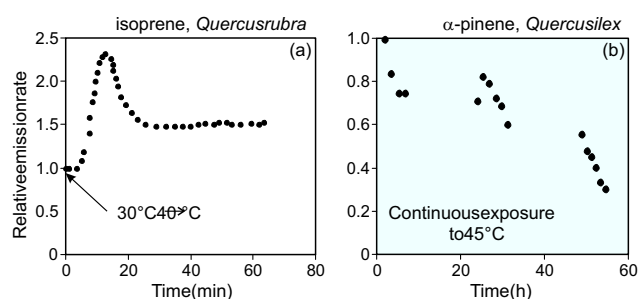 isoprene, Quercusrubra
(a)
Relativeemissionrate
2.5
2.0
1.5
1.0
0.5
0
30°C40°C
0 20 40 60 80
Time(min)
α-pinene, Quercusilex
(b)
1.0
0.8
0.6
0.4
0.2
0
Continuousexposure
to45°C
0 20 40 60
Time(h)